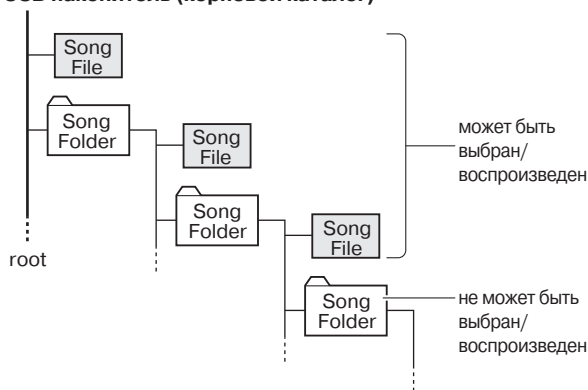 USB-накопитель (корневой каталог)
Song
File
Song
Folder
Song
File
может быть
выбран/
воспроизведен
Song
Folder
Song
File
root
Song
Folder
не может быть
выбран/
воспроизведен